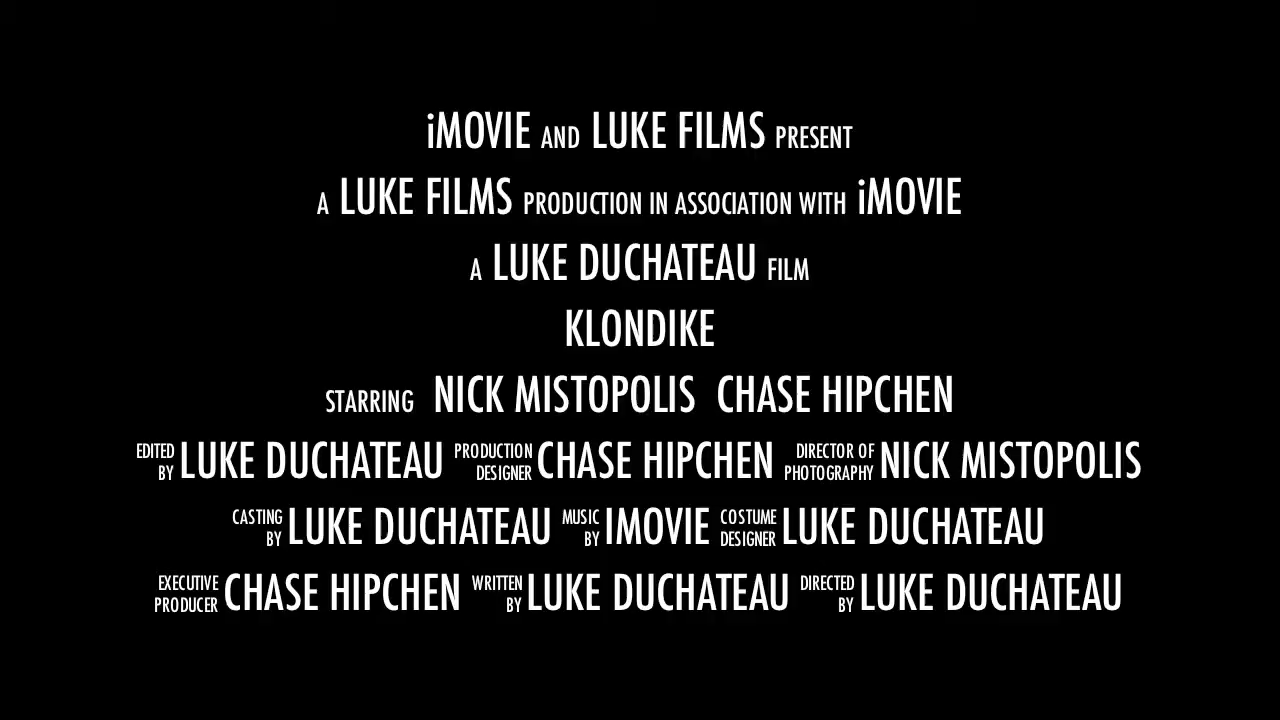 iMOVIE AND LUKE FILMS PRESENT
A LUKE FILMS PRODUCTION IN ASSOCIATION WITH iMOVIE
A LUKE DUCHATEAU FILM
KLONDIKE
STARRING NICK MISTOPOLIS CHASE HIPCHEN
EDITED BY LUKE DUCHATEAU PRODUCTION DESIGNER CHASE HIPCHEN DIRECTOR OF PHOTOGRAPHY NICK MISTOPOLIS
CASTING BY LUKE DUCHATEAU MUSIC BY IMOVIE COSTUME DESIGNER LUKE DUCHATEAU
EXECUTIVE PRODUCER CHASE HIPCHEN WRITTEN BY LUKE DUCHATEAU DIRECTED BY LUKE DUCHATEAU